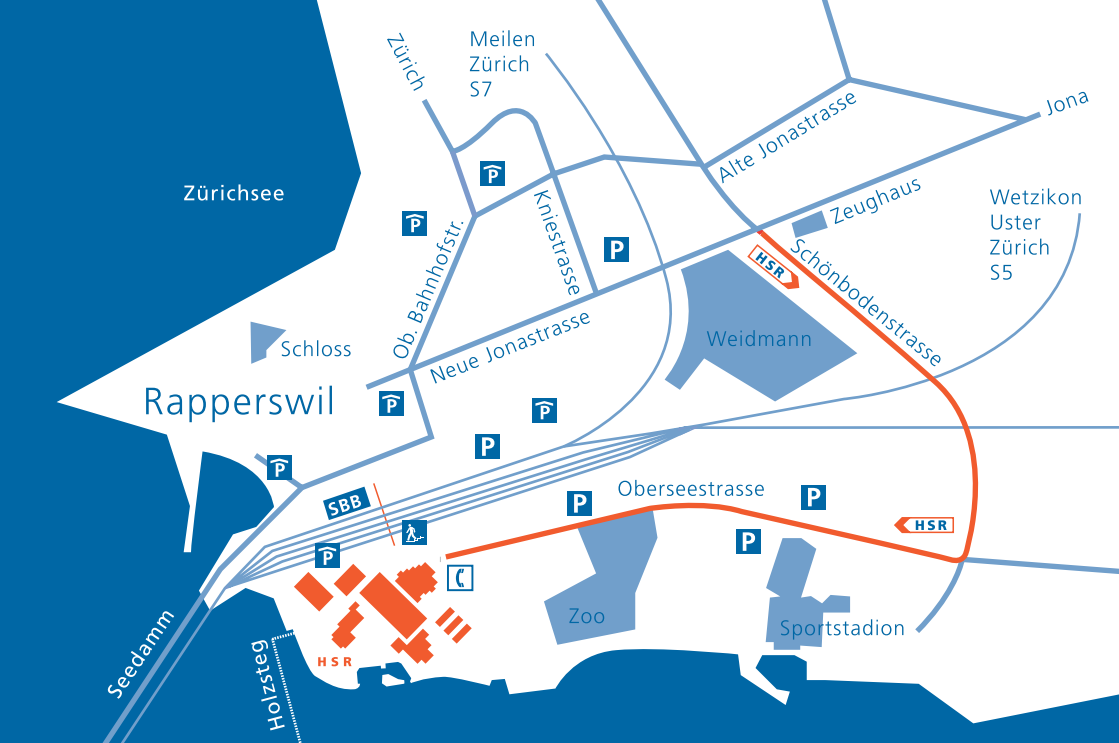 Zürich
Meilen
Zürich
S7
Alte Jonastrasse
Jona
P
Zürichsee
Kniestrasse
Zeughaus
Wetzikon
Uster
Zürich
S5
P
Ob. Bahnhofstr.
P
HSR
Schönbodenstrasse
Schloss
Neue Jonastrasse
Weidmann
Rapperswil
P
P
P
P
SBB
Oberseestrasse
P
P
P
HSR
P
Zoo
Sportstadion
Seedamm
Holzsteg
HSR